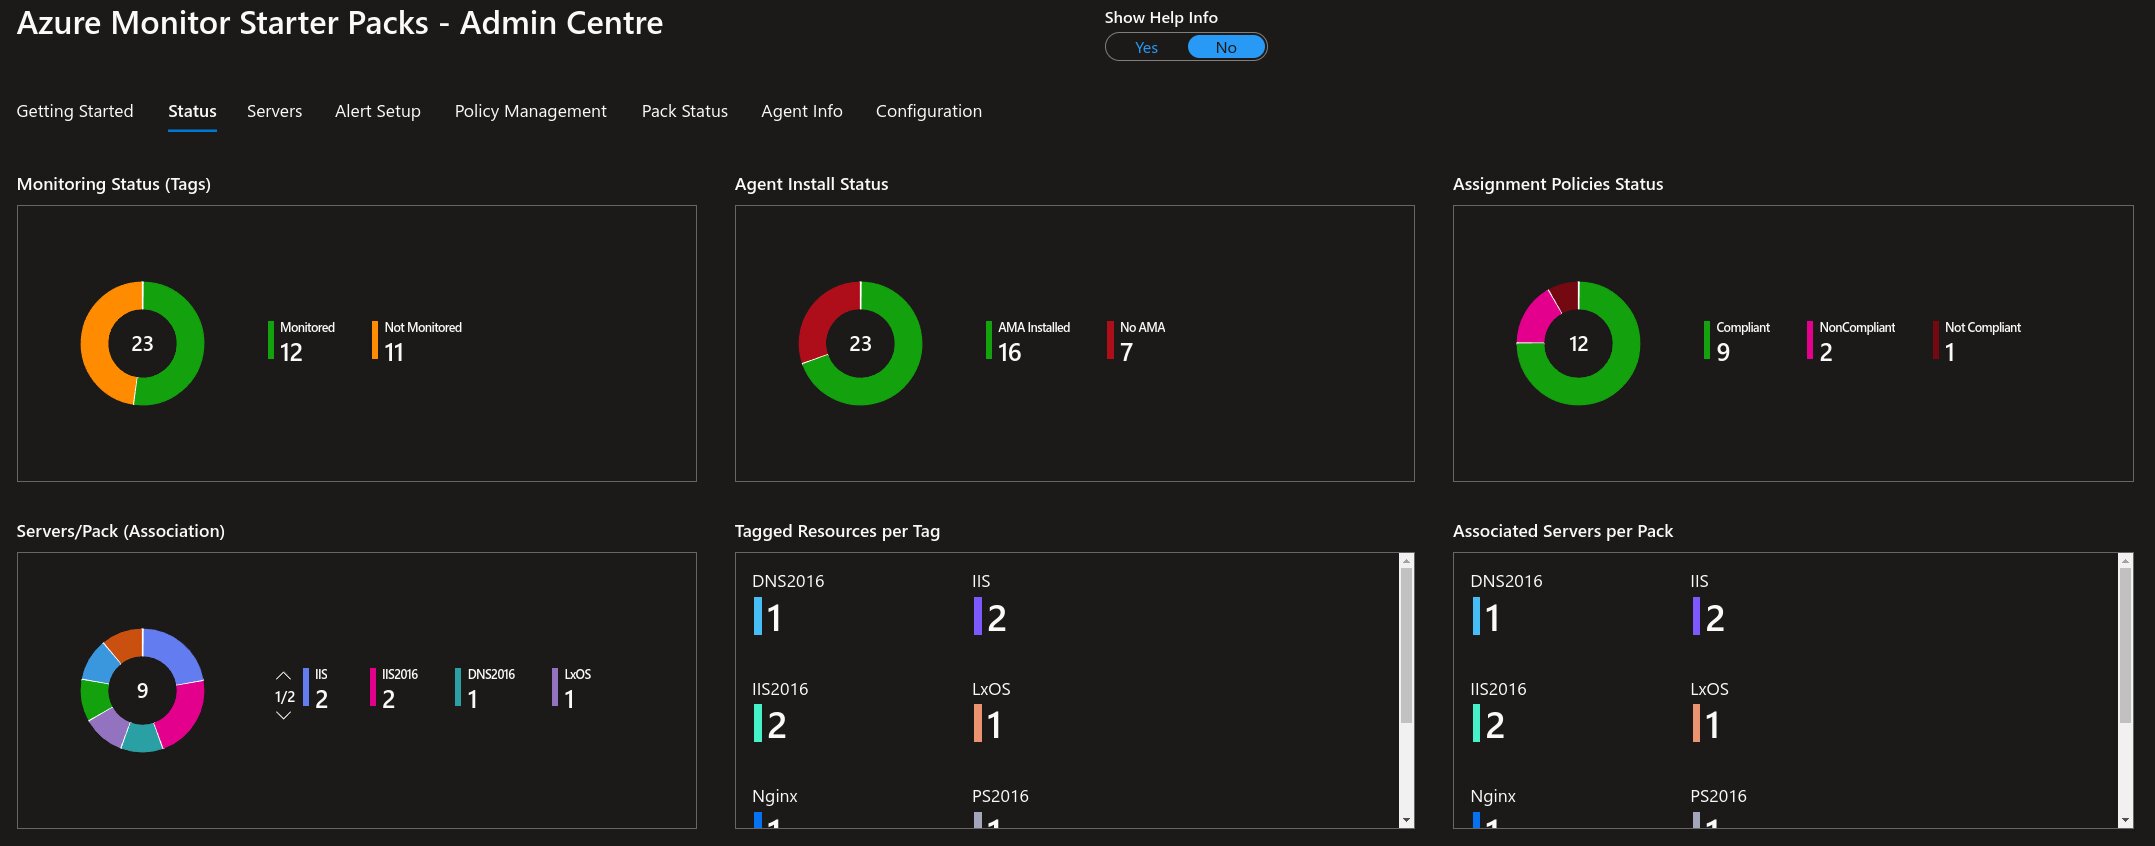 Azure Monitor Starter Packs - Admin Centre
Show Help Info
Yes No
Getting Started Status Servers Alert Setup Policy Management Pack Status Agent Info Configuration
Monitoring Status (Tags)
23
Monitored
12
Not Monitored
11
Agent Install Status
23
AMA Installed
16
No AMA
7
Assignment Policies Status
12
Compliant
9
NonCompliant
2
Not Compliant
1
Servers/Pack (Association)
9
1/2
IIS
2
IIS2016
2
DNS2016
1
LxOS
1
Tagged Resources per Tag
DNS2016
1
IIS
2
IIS2016
2
LxOS
1
Nginx
1
PS2016
1
Associated Servers per Pack
DNS2016
1
IIS
2
IIS2016
2
LxOS
1
Nginx
1
PS2016
1